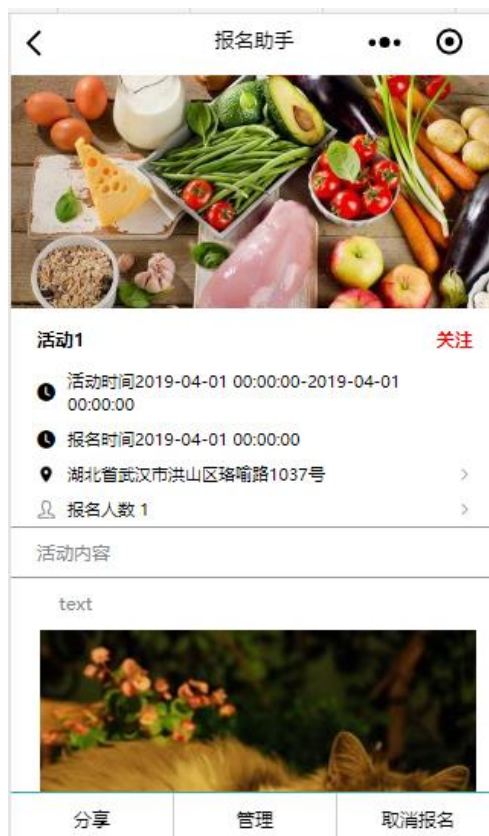 报名助手
活动1 关注
活动时间2019-04-01 00:00:00-2019-04-01
00:00:00
报名时间2019-04-01 00:00:00
湖北省武汉市洪山区珞喻路1037号
报名人数 1
活动内容
text
分享 管理 取消报名